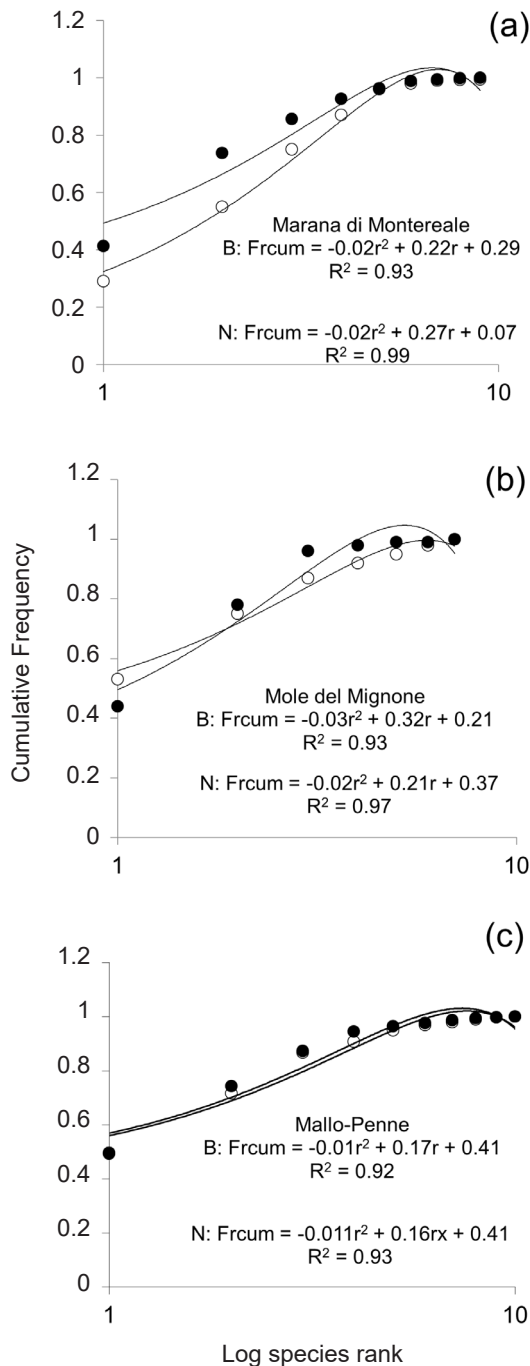 (a)
1.2
1
0.8
0.6
0.4
0.2
0
Marana di Montereale
B: Frcum = -0.02r² + 0.22r + 0.29
R² = 0.93
N: Frcum = -0.02r² + 0.27r + 0.07
R² = 0.99
1
10
(b)
Cumulative Frequency
1.2
1
0.8
0.6
0.4
0.2
0
Mole del Mignone
B: Frcum = -0.03r² + 0.32r + 0.21
R² = 0.93
N: Frcum = -0.02r² + 0.21r + 0.37
R² = 0.97
1
10
(c)
1.2
1
0.8
0.6
0.4
0.2
0
Mallo-Penne
B: Frcum = -0.01r² + 0.17r + 0.41
R² = 0.92
N: Frcum = -0.011r² + 0.16rx + 0.41
R² = 0.93
1
10
Log species rank